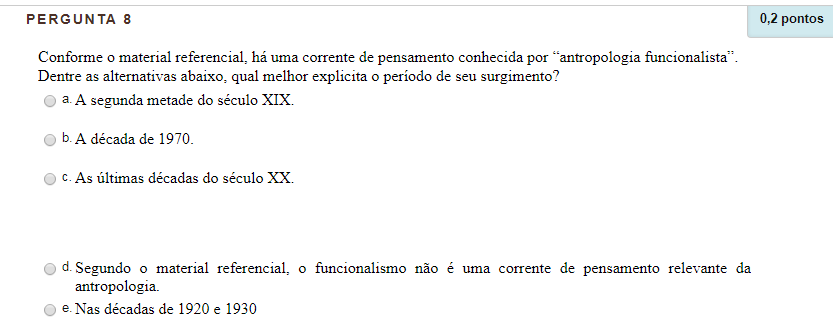 PERGUNTA 8
0,2 pontos
Conforme o material referencial, há uma corrente de pensamento conhecida por “antropologia funcionalista”.
Dentre as alternativas abaixo, qual melhor explicita o período de seu surgimento?
a. A segunda metade do século XIX.
b. A década de 1970.
c. As últimas décadas do século XX.
d. Segundo o material referencial, o funcionalismo não é uma corrente de pensamento relevante da
antropologia.
e. Nas décadas de 1920 e 1930